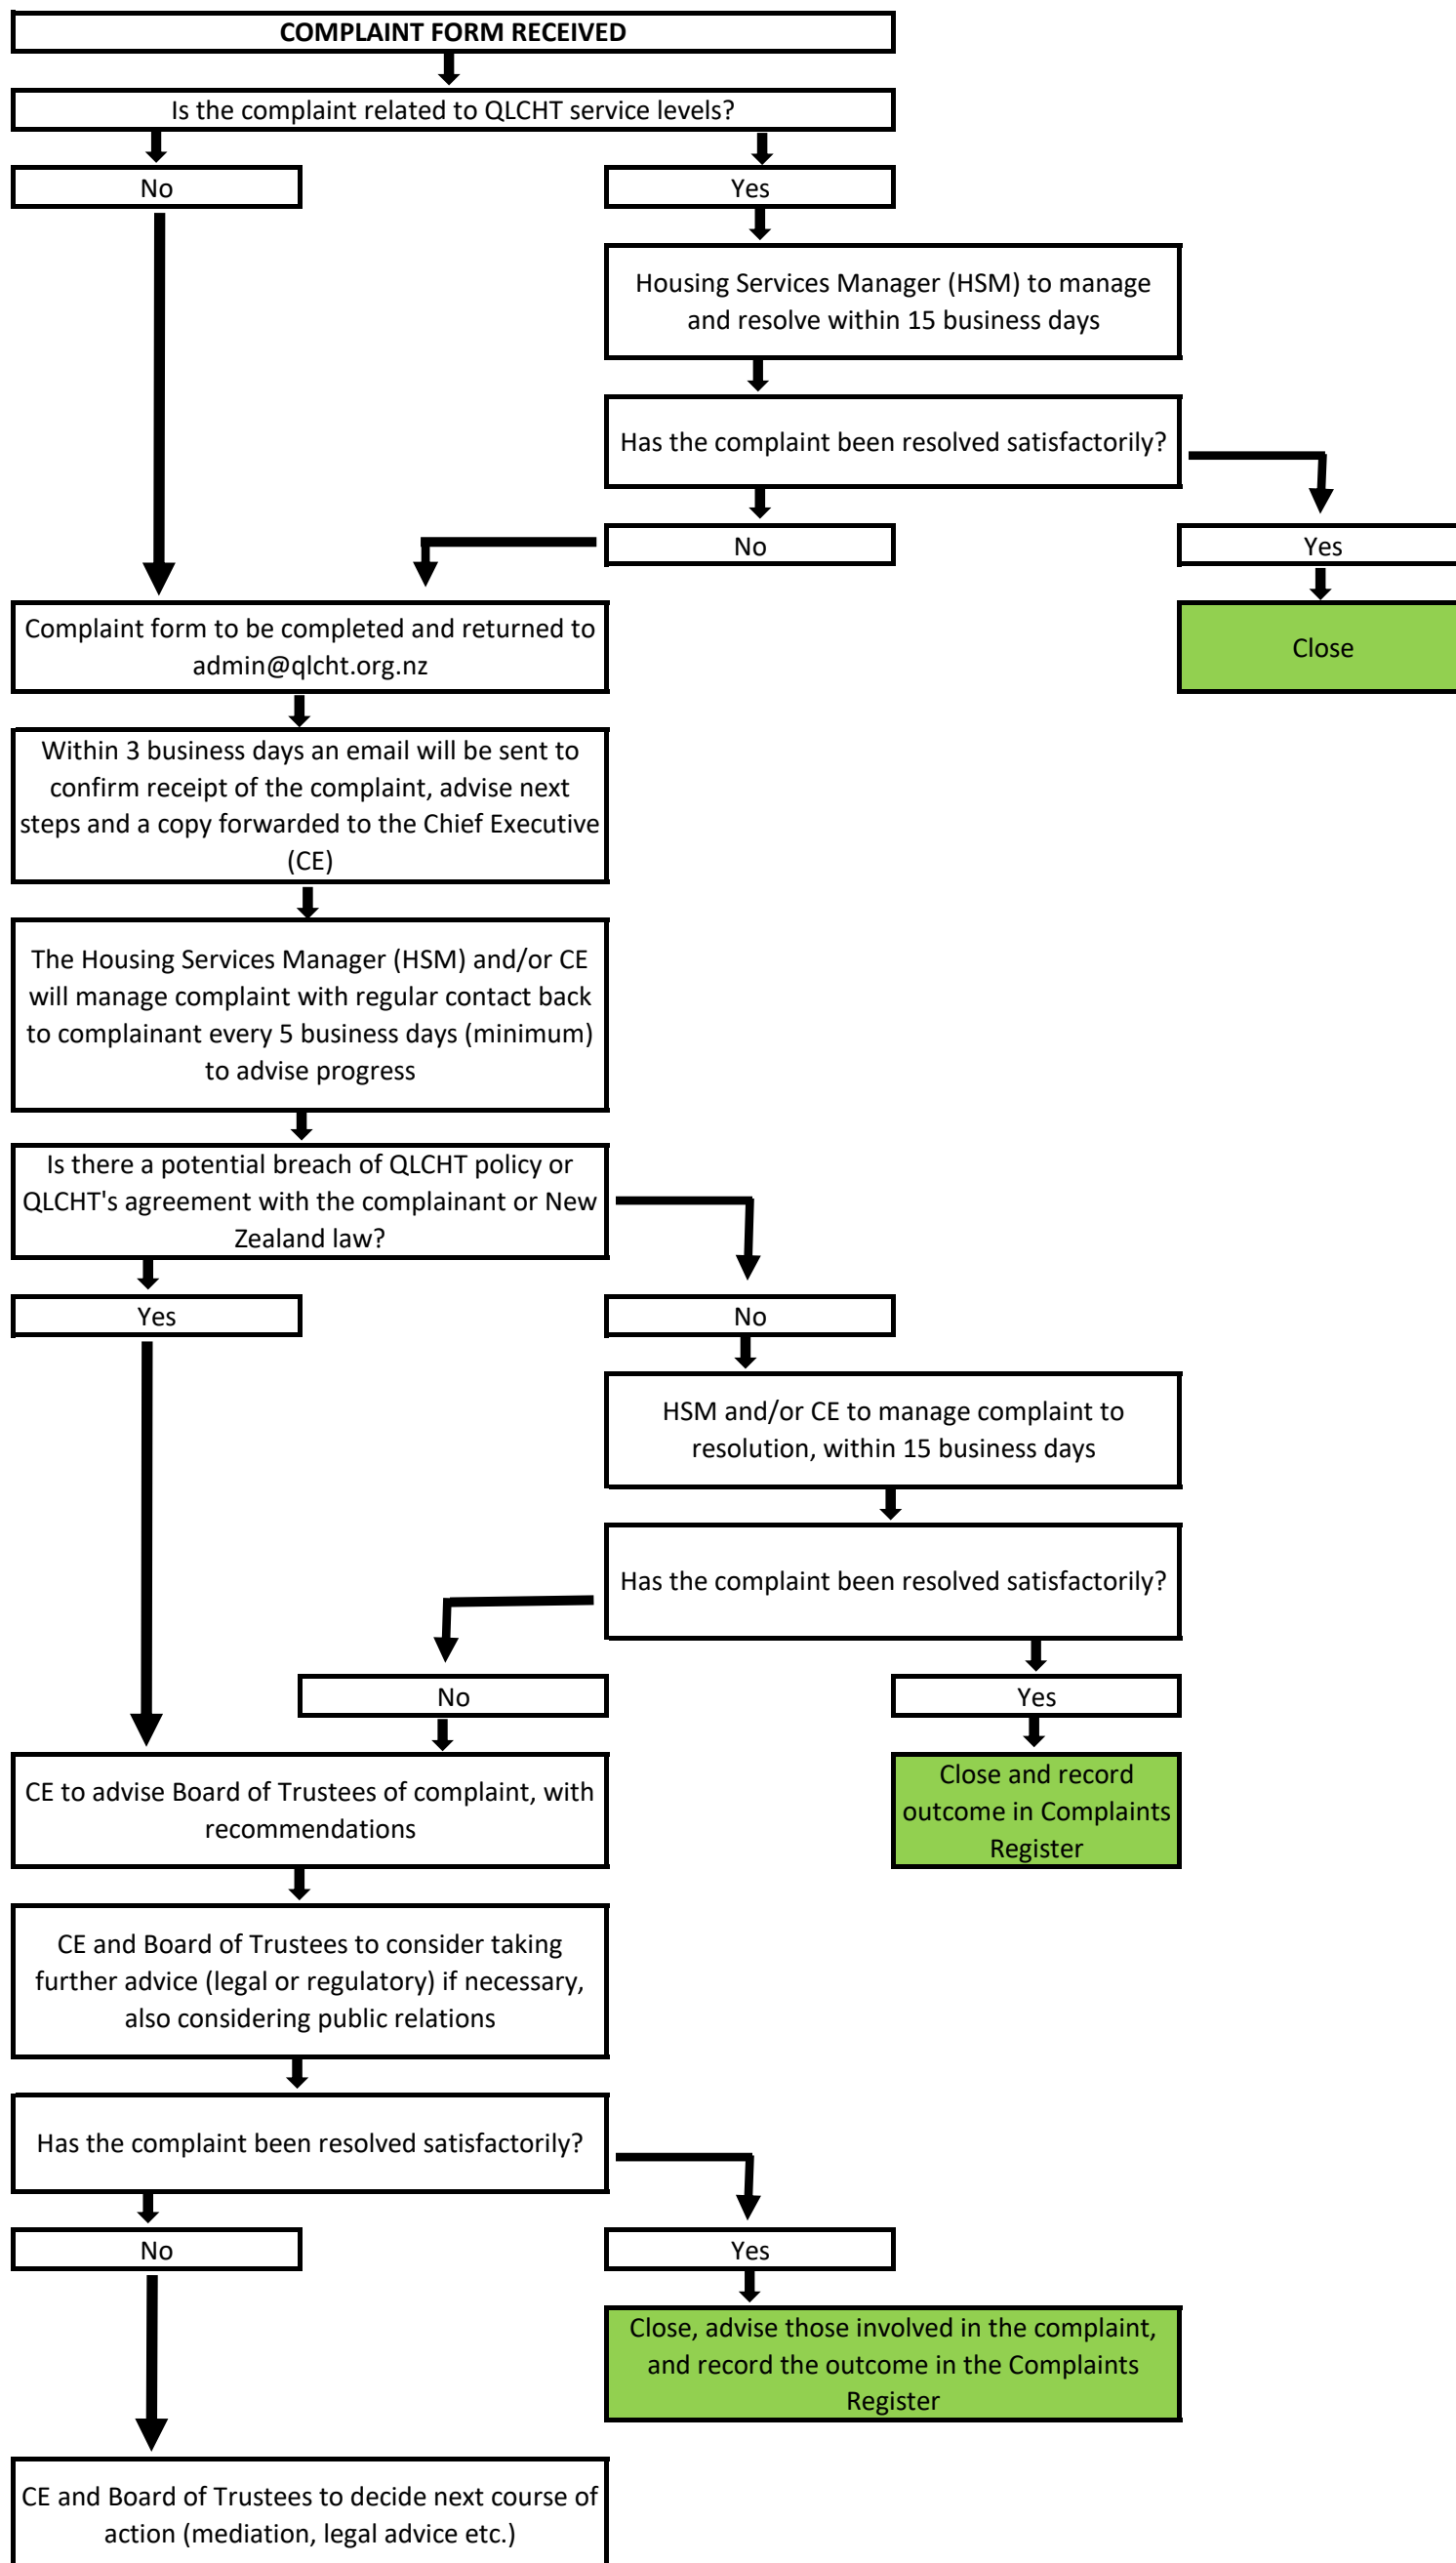 COMPLAINT FORM RECEIVED
Is the complaint related to QLCHT service levels?
No
Yes
Housing Services Manager (HSM) to manage
and resolve within 15 business days
Has the complaint been resolved satisfactorily?
No
Yes
Complaint form to be completed and returned to
admin@qlcht.org.nz
Close
Within 3 business days an email will be sent to
confirm receipt of the complaint, advise next
steps and a copy forwarded to the Chief Executive
(CE)
The Housing Services Manager (HSM) and/or CE
will manage complaint with regular contact back
to complainant every 5 business days (minimum)
to advise progress
Is there a potential breach of QLCHT policy or
QLCHT's agreement with the complainant or New
Zealand law?
Yes
No
HSM and/or CE to manage complaint to
resolution, within 15 business days
Has the complaint been resolved satisfactorily?
No
Yes
CE to advise Board of Trustees of complaint, with
recommendations
Close and record
outcome in Complaints
Register
CE and Board of Trustees to consider taking
further advice (legal or regulatory) if necessary,
also considering public relations
Has the complaint been resolved satisfactorily?
No
Yes
Close, advise those involved in the complaint,
and record the outcome in the Complaints
Register
CE and Board of Trustees to decide next course of
action (mediation, legal advice etc.)